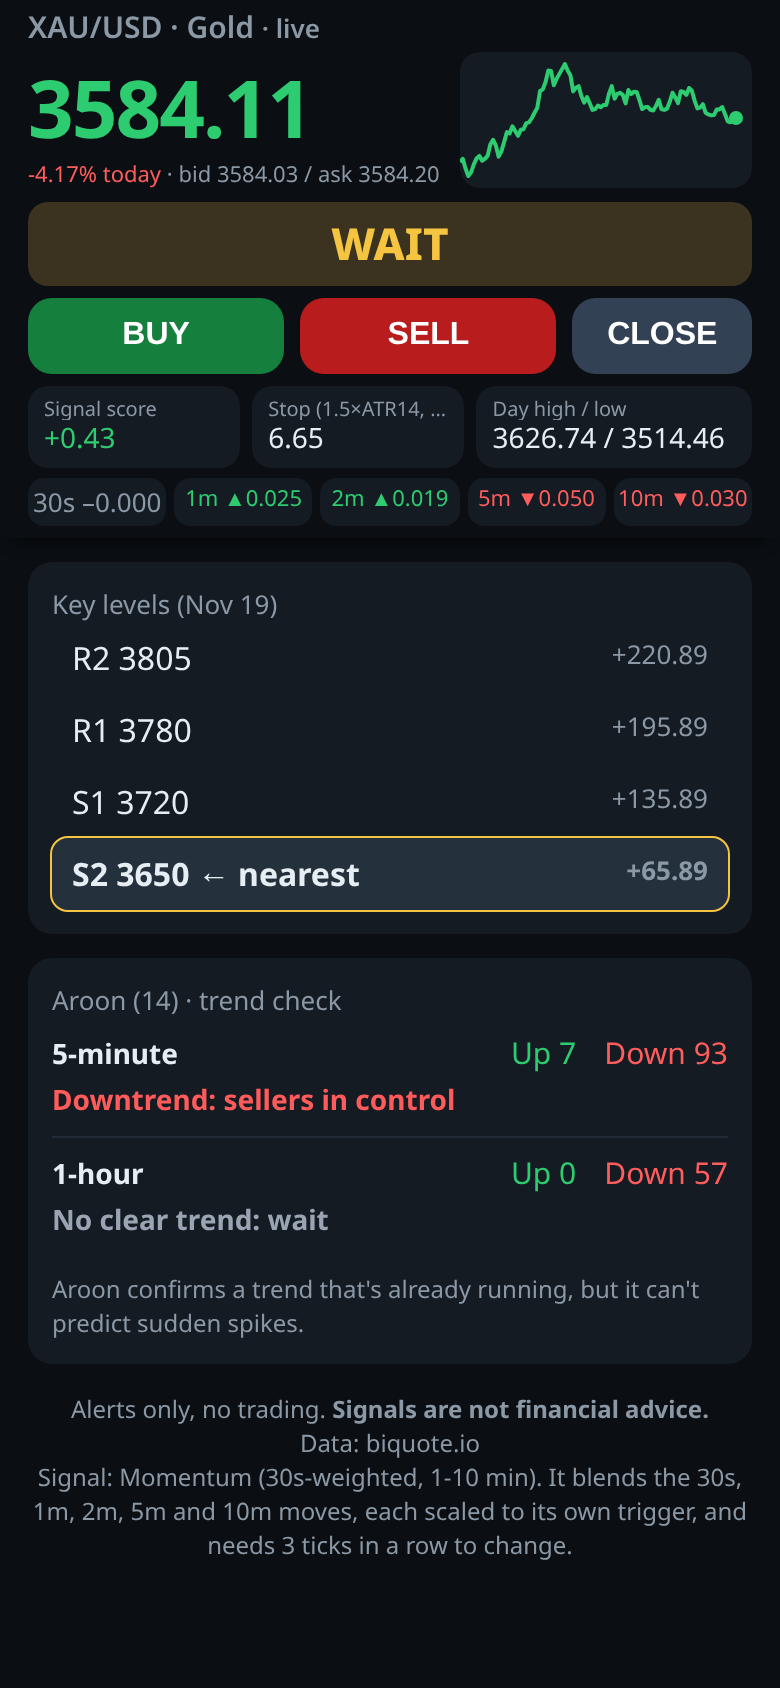 XAU/USD · Gold · live
3584.11
-4.17% today · bid 3584.03 / ask 3584.20
WAIT
BUY SELL CLOSE
Signal score Stop (1.5×ATR14, ... Day high / low
+0.43 6.65 3626.74 / 3514.46
30s –0.000 1m ▲0.025 2m ▲0.019 5m ▼0.050 10m ▼0.030
Key levels (Nov 19)
R2 3805 +220.89
R1 3780 +195.89
S1 3720 +135.89
S2 3650 ← nearest +65.89
Aroon (14) · trend check
5-minute Up 7 Down 93
Downtrend: sellers in control
1-hour Up 0 Down 57
No clear trend: wait
Aroon confirms a trend that's already running, but it can't
predict sudden spikes.
Alerts only, no trading. Signals are not financial advice.
Data: biquote.io
Signal: Momentum (30s-weighted, 1-10 min). It blends the 30s,
1m, 2m, 5m and 10m moves, each scaled to its own trigger, and
needs 3 ticks in a row to change.